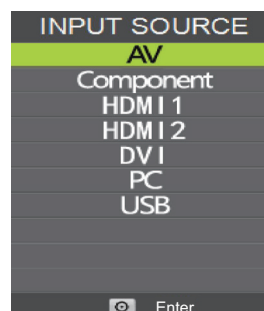 INPUT SOURCE
AV
Component
HDMI 1
HDMI 2
DVI
PC
USB
Enter